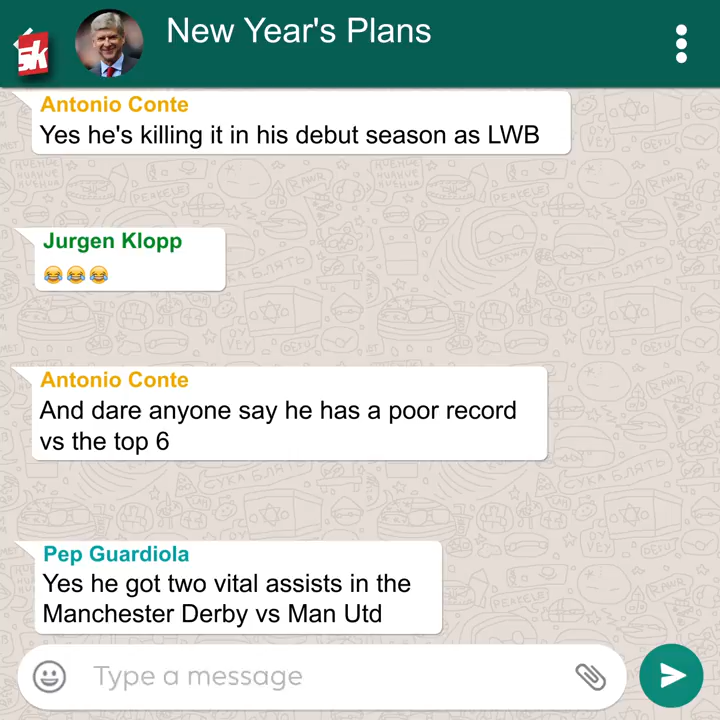 sk
New Year's Plans
Antonio Conte
Yes he's killing it in his debut season as LWB
Jurgen Klopp
😂😂😂
Antonio Conte
And dare anyone say he has a poor record
vs the top 6
Pep Guardiola
Yes he got two vital assists in the
Manchester Derby vs Man Utd
Type a message